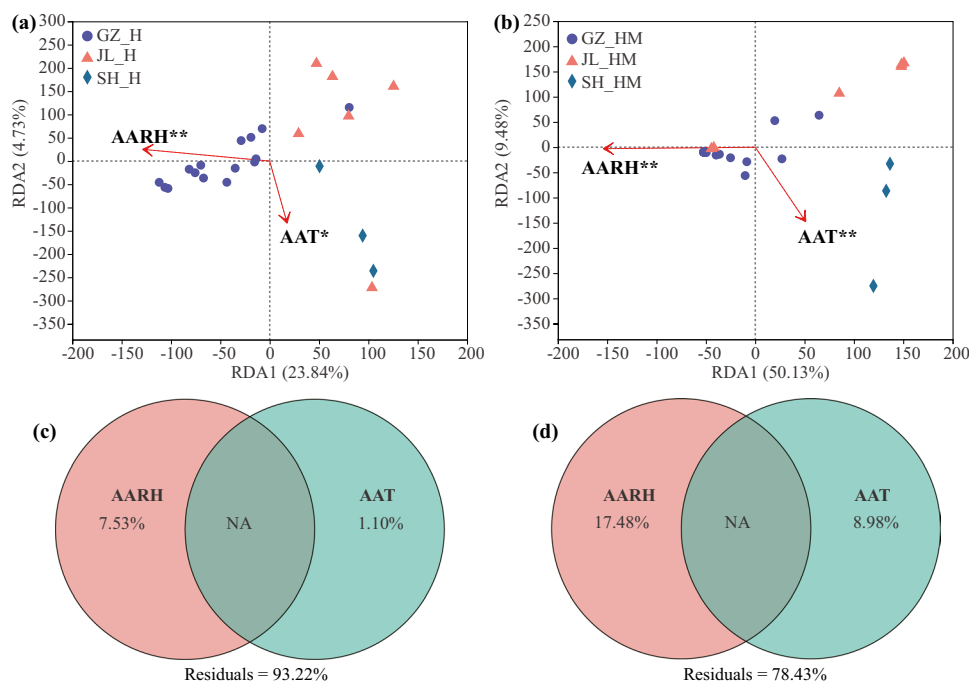 (a)
300
250
200
150
100
50
0
-50
-100
-150
-200
-250
-300
-350
RDA2 (4.73%)
GZ_H
JL_H
SH_H
AARH**
AAT*
-200 -150 -100 -50 0 50 100 150 200
RDA1 (23.84%)
(b)
250
200
150
100
50
0
-50
-100
-150
-200
-250
-300
-350
RDA2 (9.48%)
GZ_HM
JL_HM
SH_HM
AARH**
AAT**
-200 -150 -100 -50 0 50 100 150 200
RDA1 (50.13%)
(c)
AARH
7.53%
NA
AAT
1.10%
Residuals = 93.22%
(d)
AARH
17.48%
NA
AAT
8.98%
Residuals = 78.43%